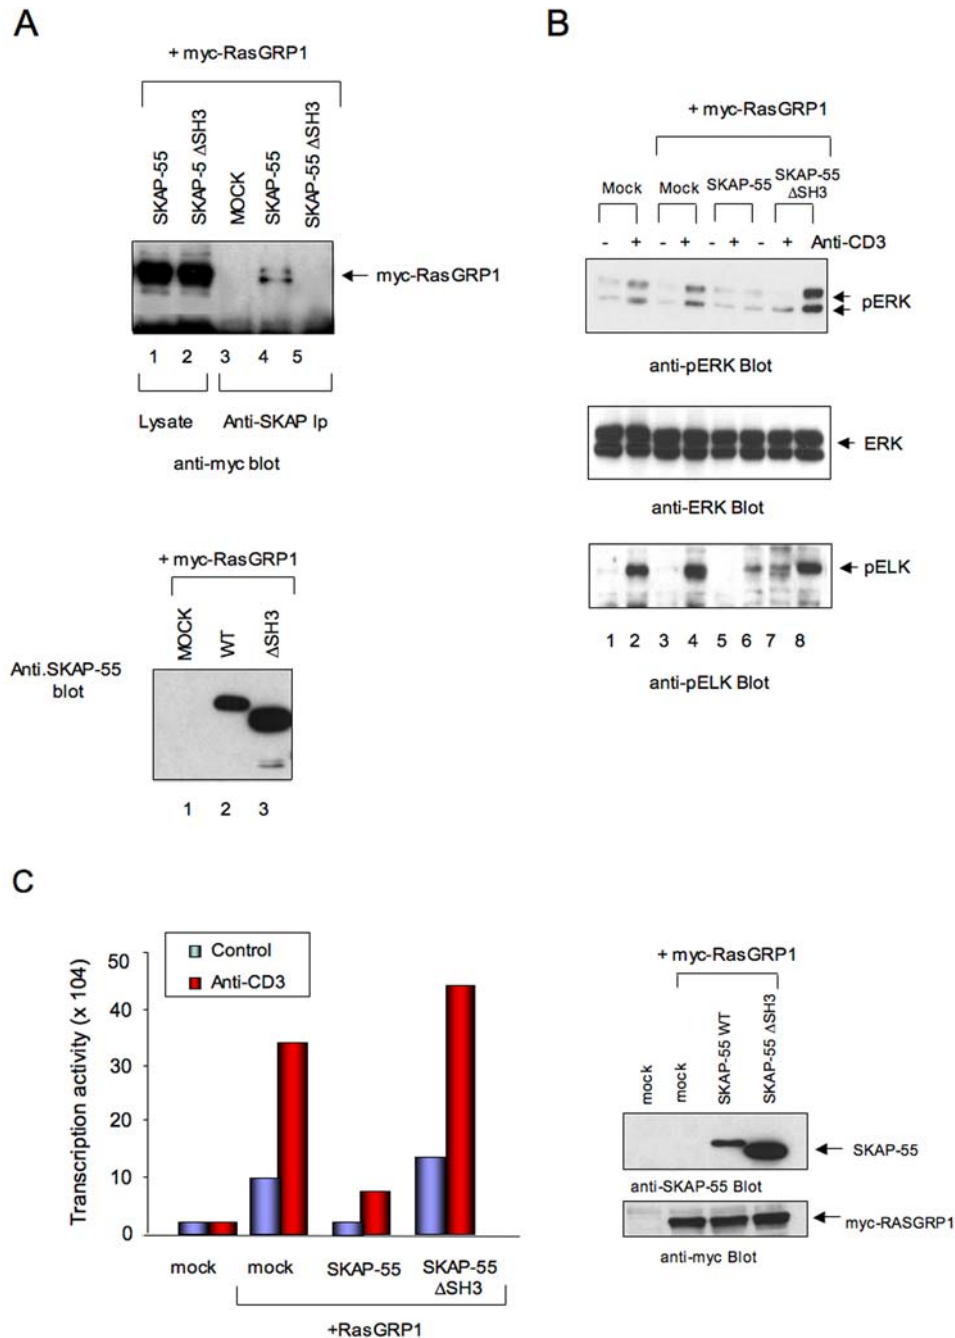 A
+ myc-RasGRP1
SKAP-55
SKAP-5 ΔSH3
MOCK
SKAP-55
SKAP-55 ΔSH3
myc-RasGRP1
1 2 3 4 5
Lysate Anti-SKAP Ip
anti-myc blot
+ myc-RasGRP1
MOCK
WT
ΔSH3
Anti.SKAP-55
blot
1 2 3
B
+ myc-RasGRP1
Mock Mock SKAP-55 SKAP-55
ΔSH3
- + - + - + - + Anti-CD3
pERK
anti-pERK Blot
ERK
anti-ERK Blot
pELK
1 2 3 4 5 6 7 8
anti-pELK Blot
C
Control
Anti-CD3
Transcription activity (x 104)
50
40
30
20
10
0
mock mock SKAP-55 SKAP-55
ΔSH3
+RasGRP1
+ myc-RasGRP1
mock
mock
SKAP-55 WT
SKAP-55 ΔSH3
SKAP-55
anti-SKAP-55 Blot
myc-RASGRP1
anti-myc Blot